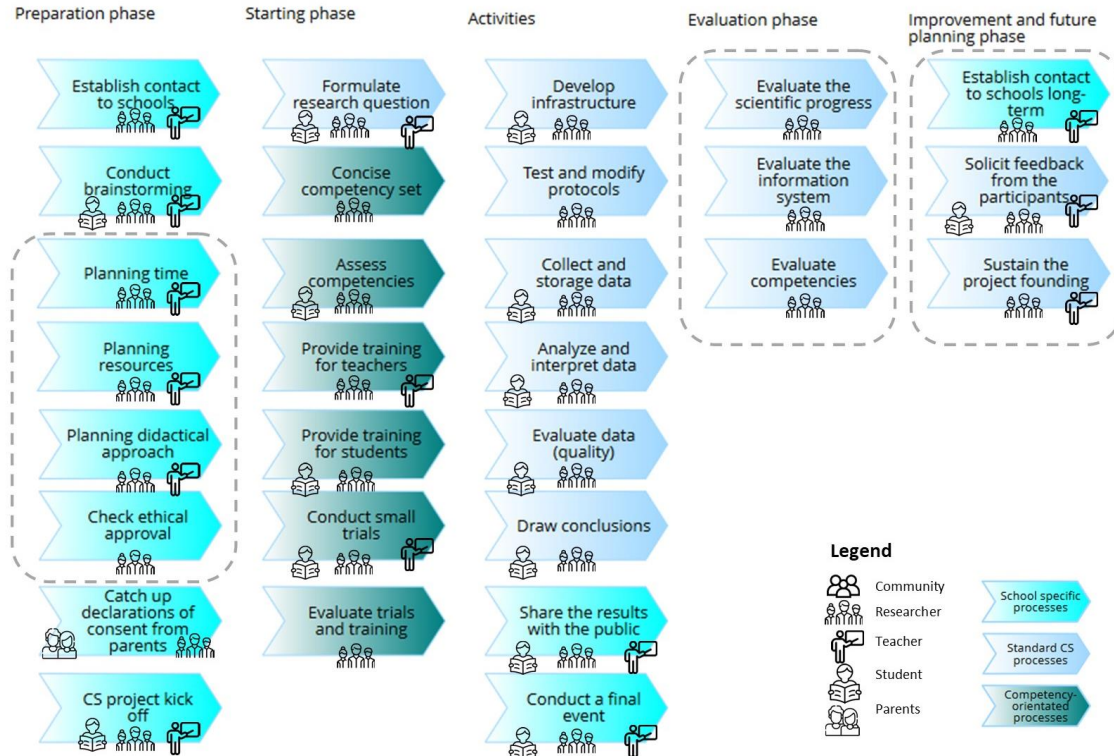 Preparation phase
Establish contact
to schools
Conduct
brainstorming
Planning time
Planning
resources
Planning didactical
approach
Check ethical
approval
Catch up
declarations of
consent from
parents
CS project kick
off
Starting phase
Formulate
research question
Concise
competency set
Assess
competencies
Provide training
for teachers
Provide training
for students
Conduct small
trials
Evaluate trials
and training
Activities
Develop
infrastructure
Test and modify
protocols
Collect and
storage data
Analyze and
interpret data
Evaluate data
(quality)
Draw conclusions
Share the results
with the public
Conduct a final
event
Evaluation phase
Evaluate the
scientific progress
Evaluate the
information
system
Evaluate
competencies
Improvement and future
planning phase
Establish contact
to schools long-
term
Solicit feedback
from the
participants
Sustain the
project founding
Legend
Community
Researcher
Teacher
Student
Parents
School specific
processes
Standard CS
processes
Competency-
orientated processes